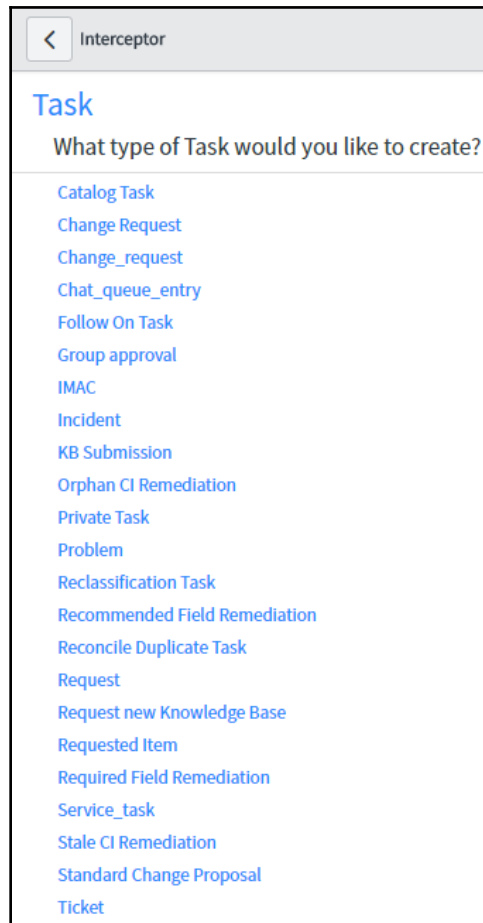 Interceptor
Task
What type of Task would you like to create?
Catalog Task
Change Request
Change_request
Chat_queue_entry
Follow On Task
Group approval
IMAC
Incident
KB Submission
Orphan CI Remediation
Private Task
Problem
Reclassification Task
Recommended Field Remediation
Reconcile Duplicate Task
Request
Request new Knowledge Base
Requested Item
Required Field Remediation
Service_task
Stale CI Remediation
Standard Change Proposal
Ticket